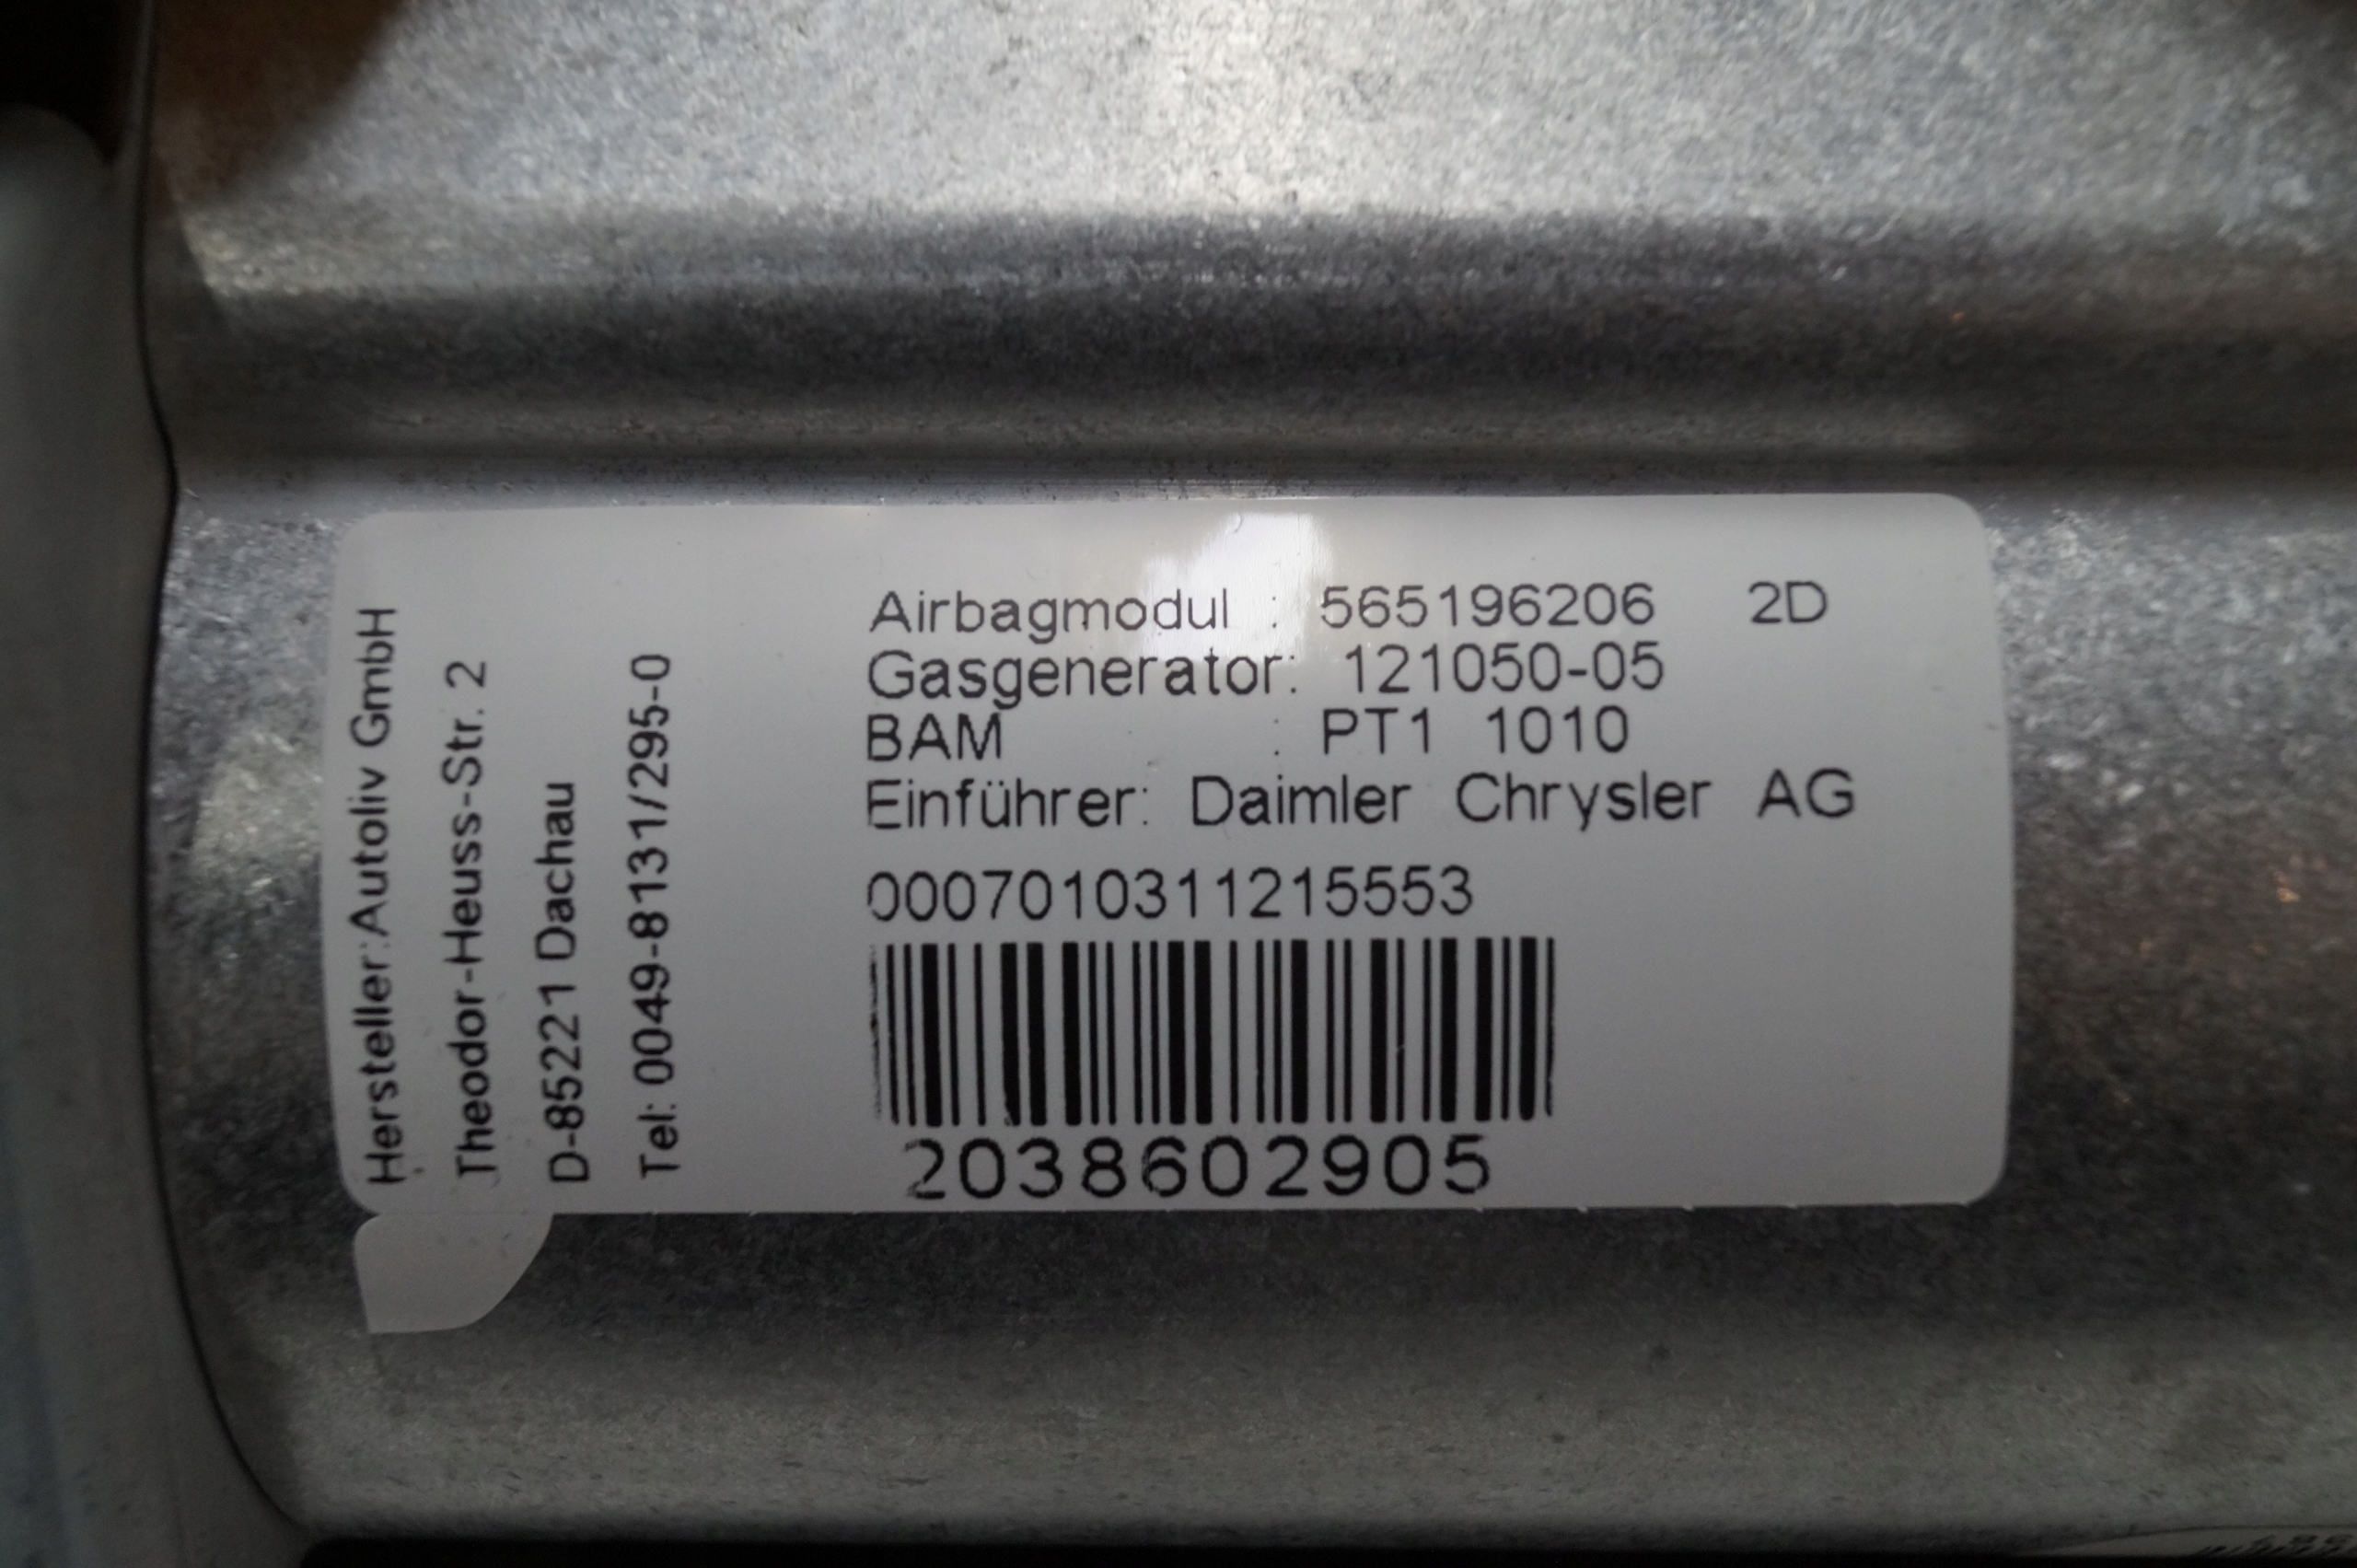 Hersteller: Autoliv GmbH
Theodor-Heuss-Str. 2
D-85221 Dachau
Tel: 0049-8131/295-0
Airbagmodul : 565196206 2D
Gasgenerator: 121050-05
BAM : PT1 1010
Einführer: Daimler Chrysler AG
0007010311215553
2038602905